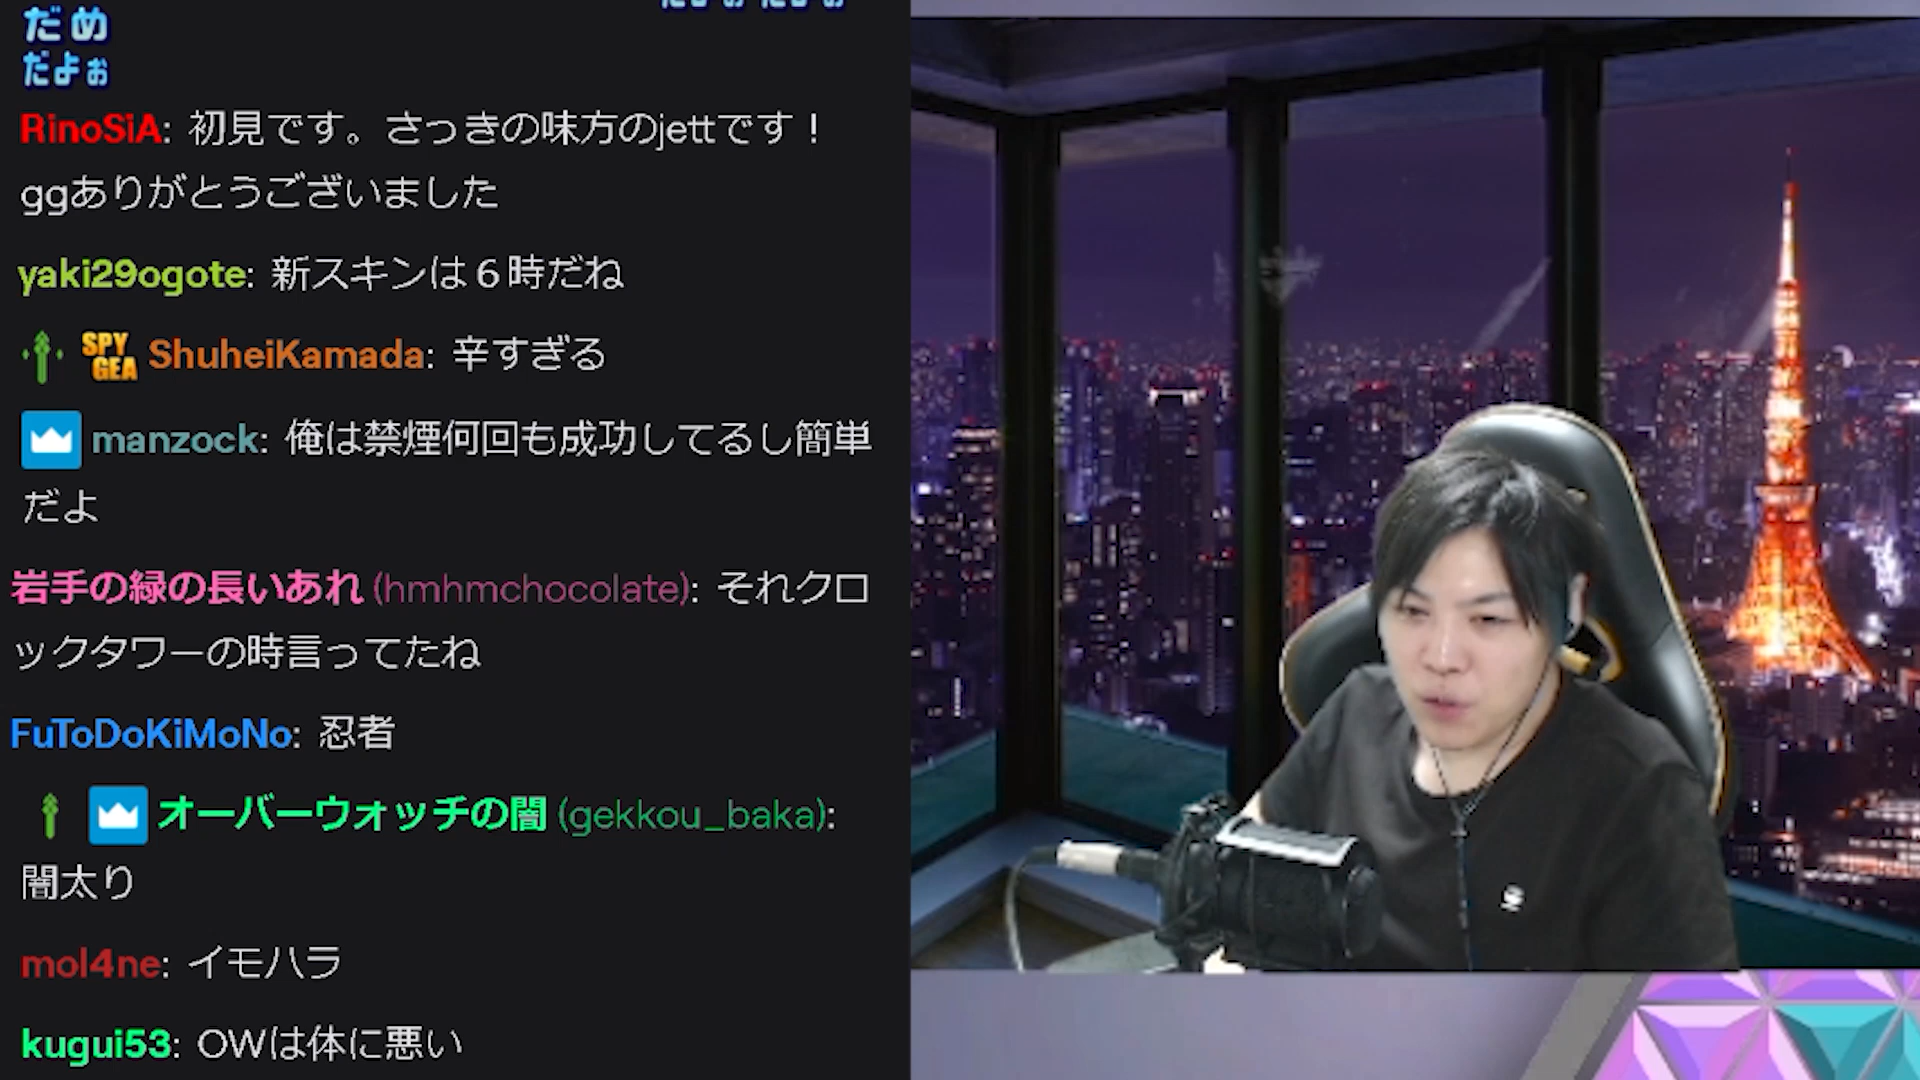 だめ
だよぉ
だよぉだよぉ
RinoSiA: 初見です。さっきの味方のjettです！
ggありがとうございました
yaki29ogote: 新スキンは６時だね
SPY GEA ShuheiKamada: 辛すぎる
manzock: 俺は禁煙何回も成功してるし簡単
だよ
岩手の緑の長いあれ (hmhmchocolate): それクロ
ックタワーの時言ってたね
FuToDoKiMoNo: 忍者
オーバーウォッチの闇 (gekkou_baka):
闇太り
mol4ne: イモハラ
kugui53: OWは体に悪い